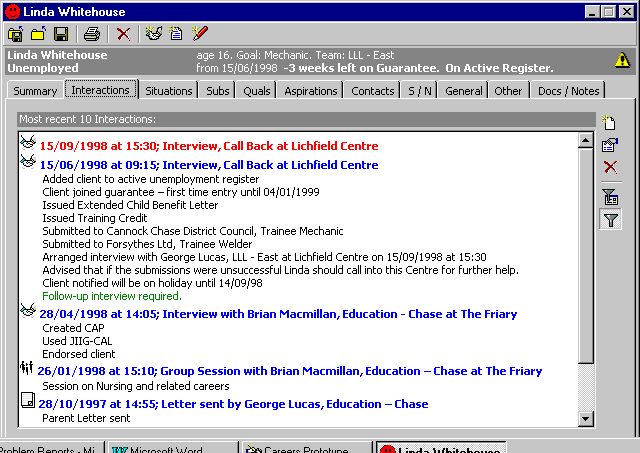 Linda Whitehouse
Linda Whitehouse age 16. Goal: Mechanic. Team: LLL - East
Unemployed from 15/06/1998 -3 weeks left on Guarantee. On Active Register.
Summary Interactions Situations Subs Quals Aspirations Contacts S / N General Other Docs / Notes
Most recent 10 Interactions:
15/09/1998 at 15:30; Interview, Call Back at Lichfield Centre
15/06/1998 at 09:15; Interview, Call Back at Lichfield Centre
Added client to active unemployment register
Client joined guarantee – first time entry until 04/01/1999
Issued Extended Child Benefit Letter
Issued Training Credit
Submitted to Cannock Chase District Council, Trainee Mechanic
Submitted to Forsythes Ltd, Trainee Welder
Arranged interview with George Lucas, LLL - East at Lichfield Centre on 15/09/1998 at 15:30
Advised that if the submissions were unsuccessful Linda should call into this Centre for further help.
Client notified will be on holiday until 14/09/98
Follow-up interview required.
28/04/1998 at 14:05; Interview with Brian Macmillan, Education - Chase at The Friary
Created CAP
Used JIIG-CAL
Endorsed client
26/01/1998 at 15:10; Group Session with Brian Macmillan, Education – Chase at The Friary
Session on Nursing and related careers
28/10/1997 at 14:55; Letter sent by George Lucas, Education – Chase
Parent Letter sent
Problem Reports - Mi... Microsoft Word Careers Prototype Linda Whitehouse